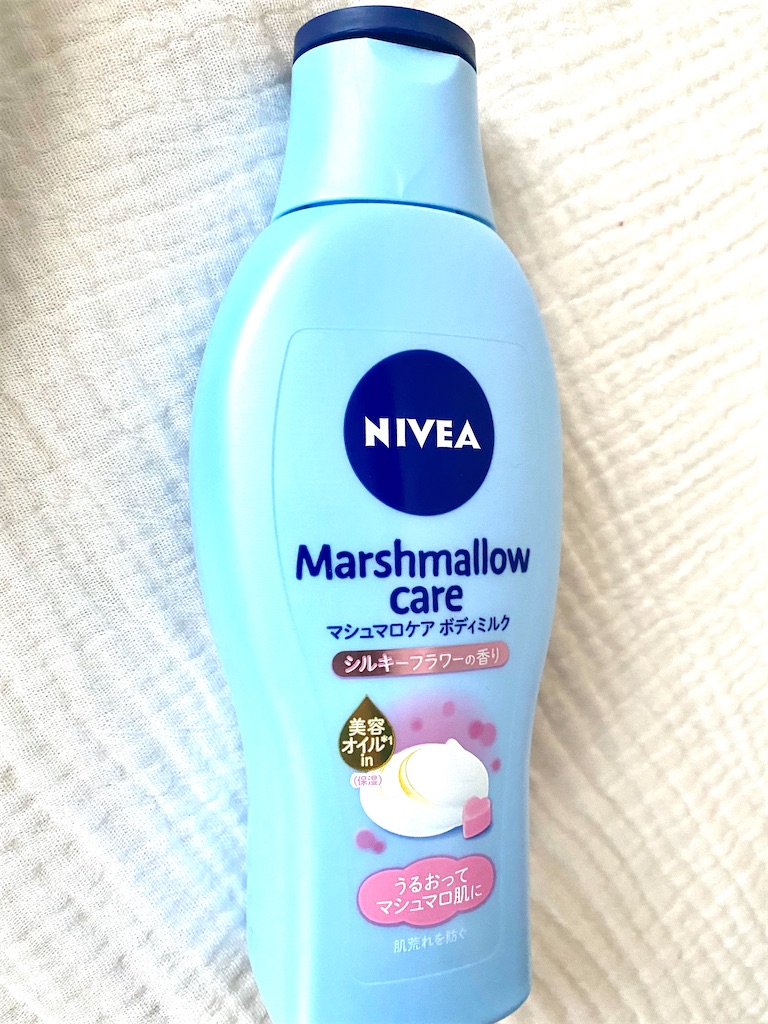 NIVEA
Marshmallow
care
マシュマロケア ボディミルク
シルキーフラワーの香り
美容
オイル*1
in
(保湿)
うるおって
マシュマロ肌に
肌荒れを防ぐ